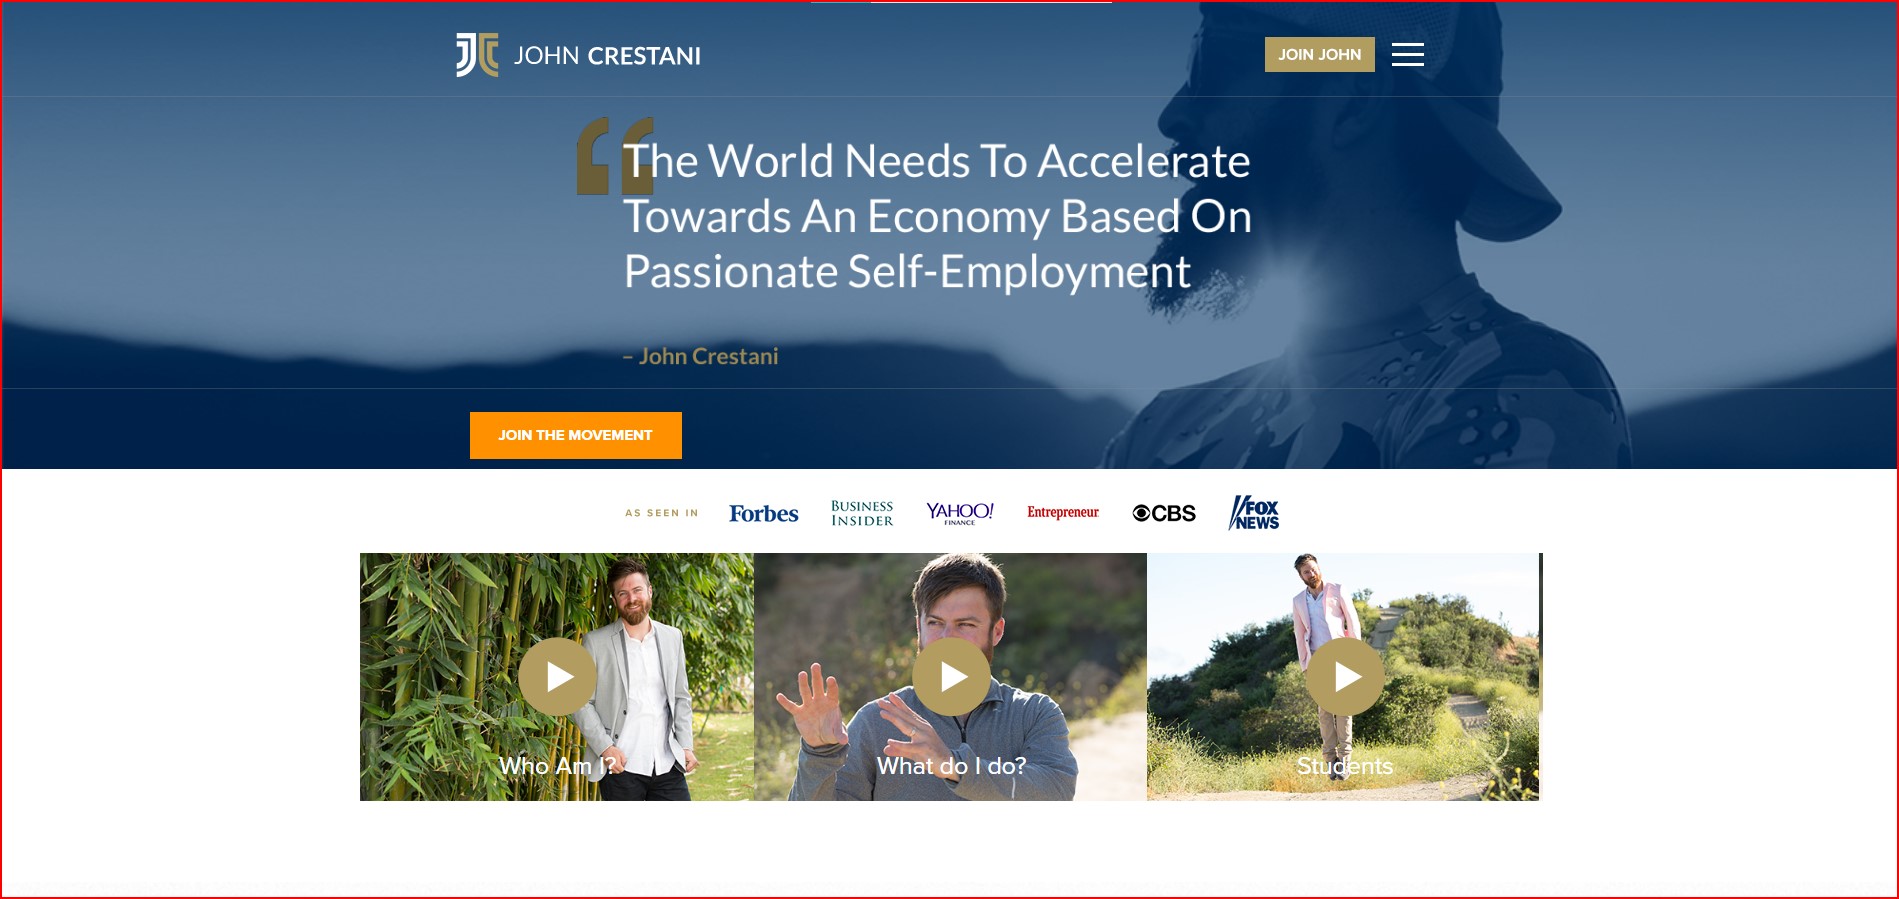 JOHN CRESTANI
JOIN JOHN
The World Needs To Accelerate
Towards An Economy Based On
Passionate Self-Employment
– John Crestani
JOIN THE MOVEMENT
AS SEEN IN
Forbes
BUSINESS
INSIDER
YAHOO!
FINANCE
Entrepreneur
CBS
FOX
NEWS
Who Am I?
What do I do?
Students